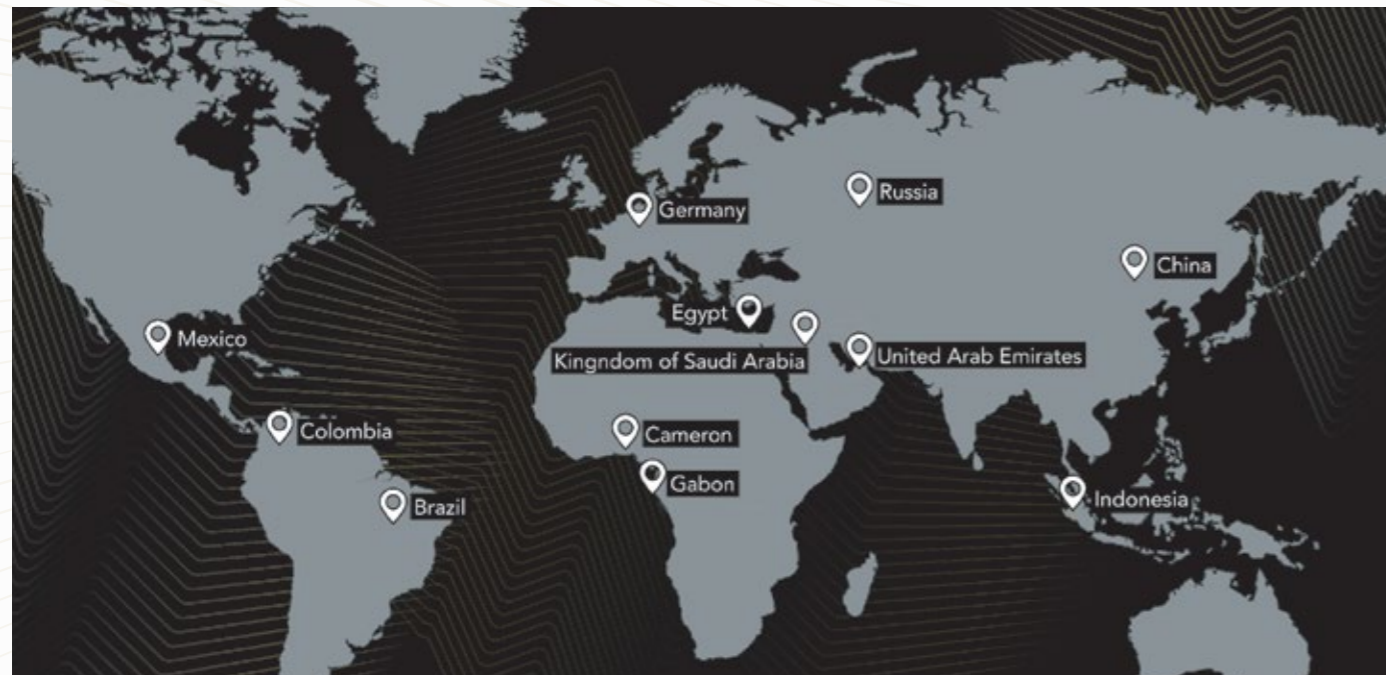 Russia
Germany
China
Egypt
Mexico
Kingndom of Saudi Arabia
United Arab Emirates
Colombia
Cameron
Gabon
Indonesia
Brazil